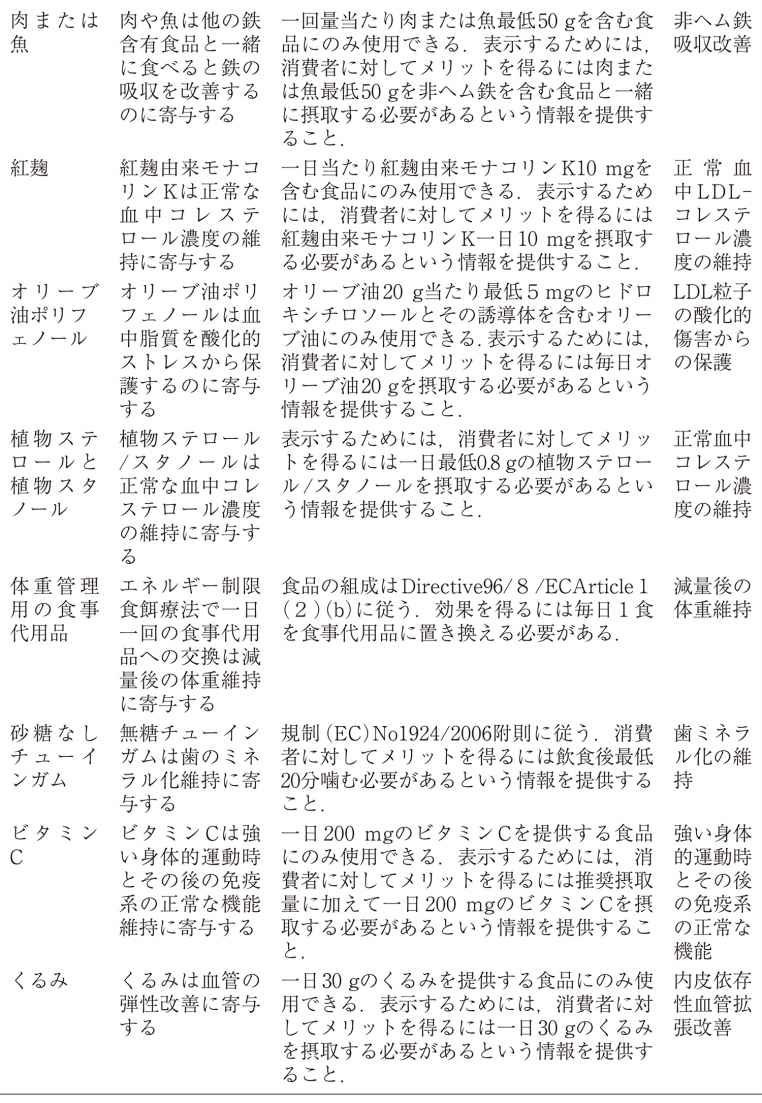 肉または
魚
肉や魚は他の鉄
含有食品と一緒
に食べると鉄の
吸収を改善する
のに寄与する
一回量当たり肉または魚最低50 gを含む食
品にのみ使用できる．表示するためには，
消費者に対してメリットを得るには肉また
は魚最低50 gを非ヘム鉄を含む食品と一緒
に摂取する必要があるという情報を提供す
ること．
非ヘム鉄
吸収改善
紅麹
紅麹由来モナコ
リンKは正常な
血中コレステ
ロール濃度の維
持に寄与する
一日当たり紅麹由来モナコリンK10 mgを
含む食品にのみ使用できる．表示するため
には，消費者に対してメリットを得るには
紅麹由来モナコリンK一日10 mgを摂取す
る必要があるという情報を提供すること．
正常血
中LDL-
コレステ
ロール濃
度の維持
オリーブ
油ポリフ
ェノール
オリーブ油ポリ
フェノールは血
中脂質を酸化的
ストレスから保
護するのに寄与
する
オリーブ油20 g当たり最低5 mgのヒドロ
キシチロソールとその誘導体を含むオリー
ブ油にのみ使用できる．表示するためには，
消費者に対してメリットを得るには毎日オ
リーブ油20 gを摂取する必要があるという
情報を提供すること．
LDL粒子
の酸化的
傷害から
の保護
植物ステ
ロールと
植物スタ
ノール
植物ステロール
/スタノールは
正常な血中コレ
ステロール濃度
の維持に寄与す
る
表示するためには，消費者に対してメリッ
トを得るには一日最低0.8 gの植物ステロー
ル/スタノールを摂取する必要があるとい
う情報を提供すること．
正常血中
コレステ
ロール濃
度の維持
体重管理
用の食事
代用品
エネルギー制限
食餌療法で一日
一回の食事代用
品への交換は減
量後の体重維持
に寄与する
食品の組成はDirective96/8/ECArticle 1
(2)(b)に従う．効果を得るには毎日1食
を食事代用品に置き換える必要がある．
減量後の
体重維持
砂糖なし
チューイ
ンガム
無糖チューイン
ガムは歯のミネ
ラル化維持に寄
与する
規制(EC)No1924/2006附則に従う．消費
者に対してメリットを得るには飲食後最低
20分噛む必要があるという情報を提供する
こと．
歯ミネラ
ル化の維
持
ビタミン
C
ビタミンCは強
い身体的運動時
とその後の免疫
系の正常な機能
維持に寄与する
一日200 mgのビタミンCを提供する食品
にのみ使用できる．表示するためには，消
費者に対してメリットを得るには推奨摂取
量に加えて一日200 mgのビタミンCを摂
取する必要があるという情報を提供するこ
と．
強い身体
的運動時
とその後
の免疫系
の正常な
機能
くるみ
くるみは血管の
弾性改善に寄与
する
一日30 gのくるみを提供する食品にのみ使
用できる．表示するためには，消費者に対
してメリットを得るには一日30 gのくるみ
を摂取する必要があるという情報を提供す
ること．
内皮依存
性血管拡
張改善